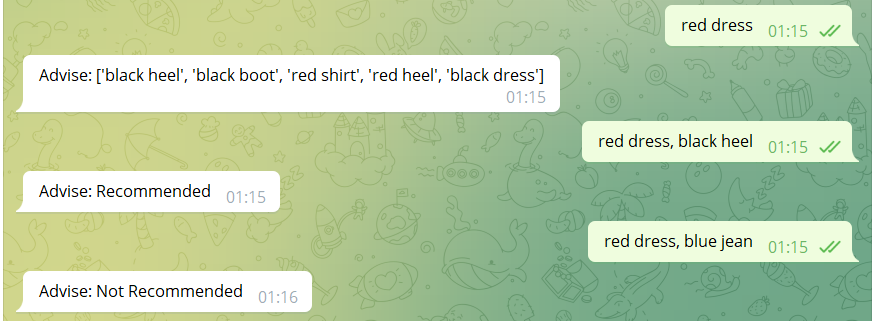 red dress 01:15
Advise: ['black heel', 'black boot', 'red shirt', 'red heel', 'black dress']
01:15
red dress, black heel 01:15
Advise: Recommended 01:15
red dress, blue jean 01:15
Advise: Not Recommended 01:16